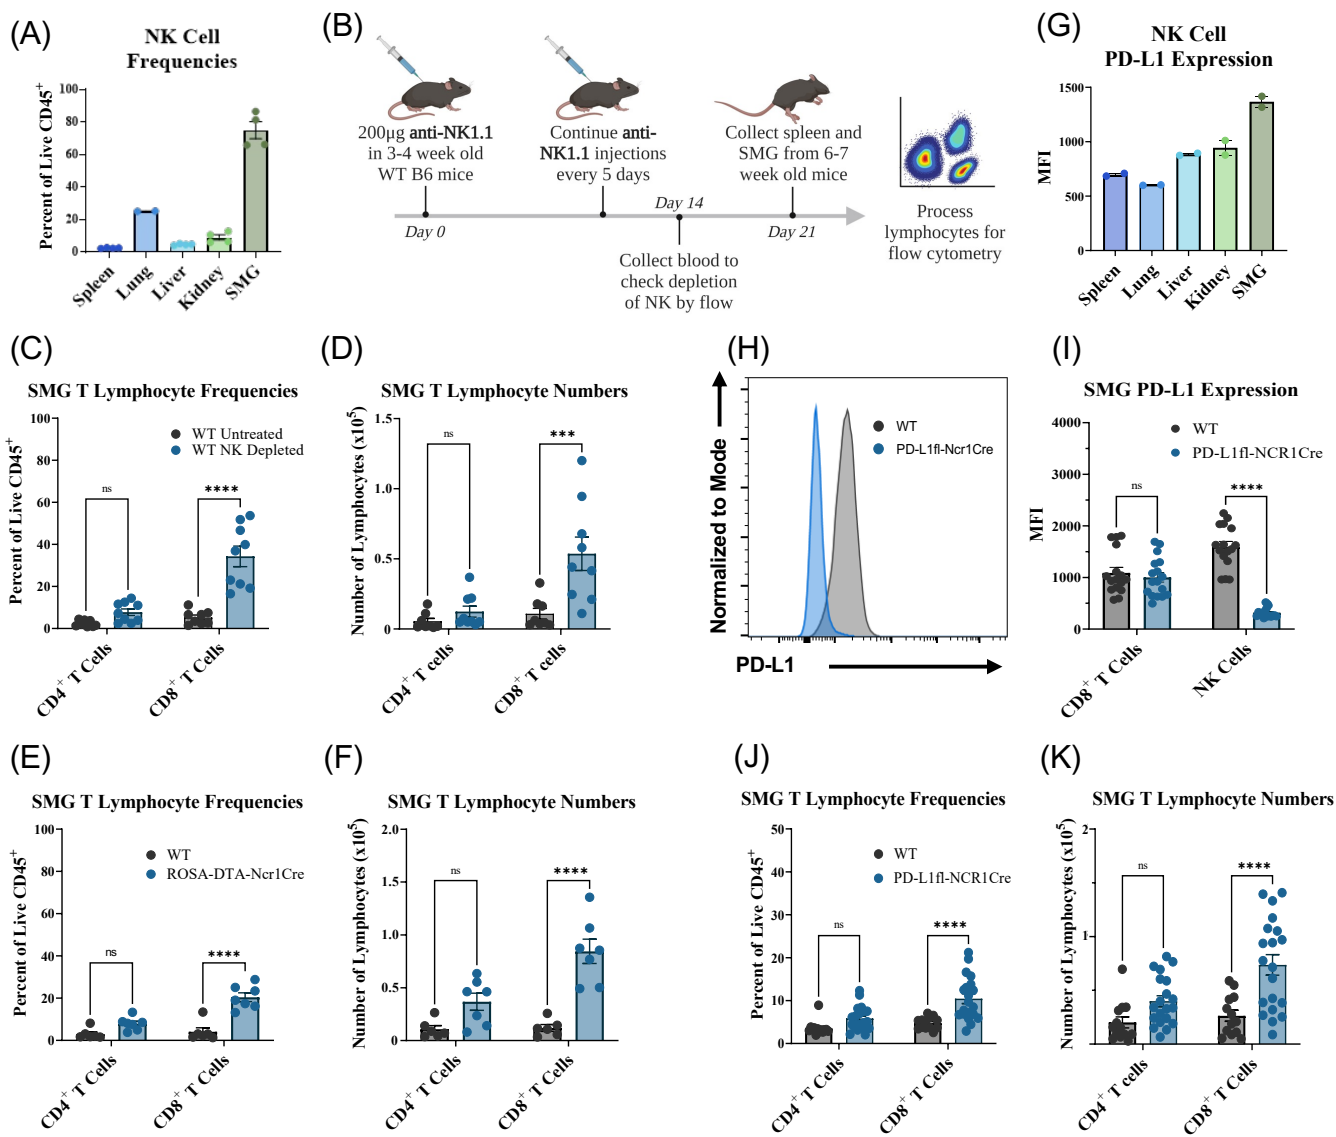 (A)
NK Cell
Frequencies
Percent of Live CD45+
100
80
60
40
20
0
Spleen
Lung
Liver
Kidney
SMG
(B)
200μg anti-NK1.1
in 3-4 week old
WT B6 mice
Continue anti-
NK1.1 injections
every 5 days
Collect spleen and
SMG from 6-7
week old mice
Day 0
Day 14
Day 21
Collect blood to
check depletion
of NK by flow
Process
lymphocytes for
flow cytometry
(G)
NK Cell
PD-L1 Expression
MFI
1500
1000
500
0
Spleen
Lung
Liver
Kidney
SMG
(C)
SMG T Lymphocyte Frequencies
Percent of Live CD45+
100
80
60
40
20
0
WT Untreated
WT NK Depleted
ns
****
CD4+ T Cells
CD8+ T Cells
(D)
SMG T Lymphocyte Numbers
Number of Lymphocytes (x105)
1.5
1.0
0.5
0
ns
***
CD4+ T cells
CD8+ T Cells
(H)
Normalized to Mode
WT
PD-L1fl-Ncr1Cre
PD-L1
(I)
SMG PD-L1 Expression
MFI
4000
3000
2000
1000
0
WT
PD-L1fl-NCR1Cre
ns
****
CD8+ T Cells
NK Cells
(E)
SMG T Lymphocyte Frequencies
Percent of Live CD45+
100
80
60
40
20
0
WT
ROSA-DTA-Ncr1Cre
ns
****
CD4+ T Cells
CD8+ T Cells
(F)
SMG T Lymphocyte Numbers
Number of Lymphocytes (x105)
2.0
1.5
1.0
0.5
0
ns
****
CD4+ T Cells
CD8+ T Cells
(J)
SMG T Lymphocyte Frequencies
Percent of Live CD45+
50
40
30
20
10
0
WT
PD-L1fl-NCR1Cre
ns
****
CD4+ T Cells
CD8+ T Cells
(K)
SMG T Lymphocyte Numbers
Number of Lymphocytes (x105)
2
1
0
ns
****
CD4+ T cells
CD8+ T Cells